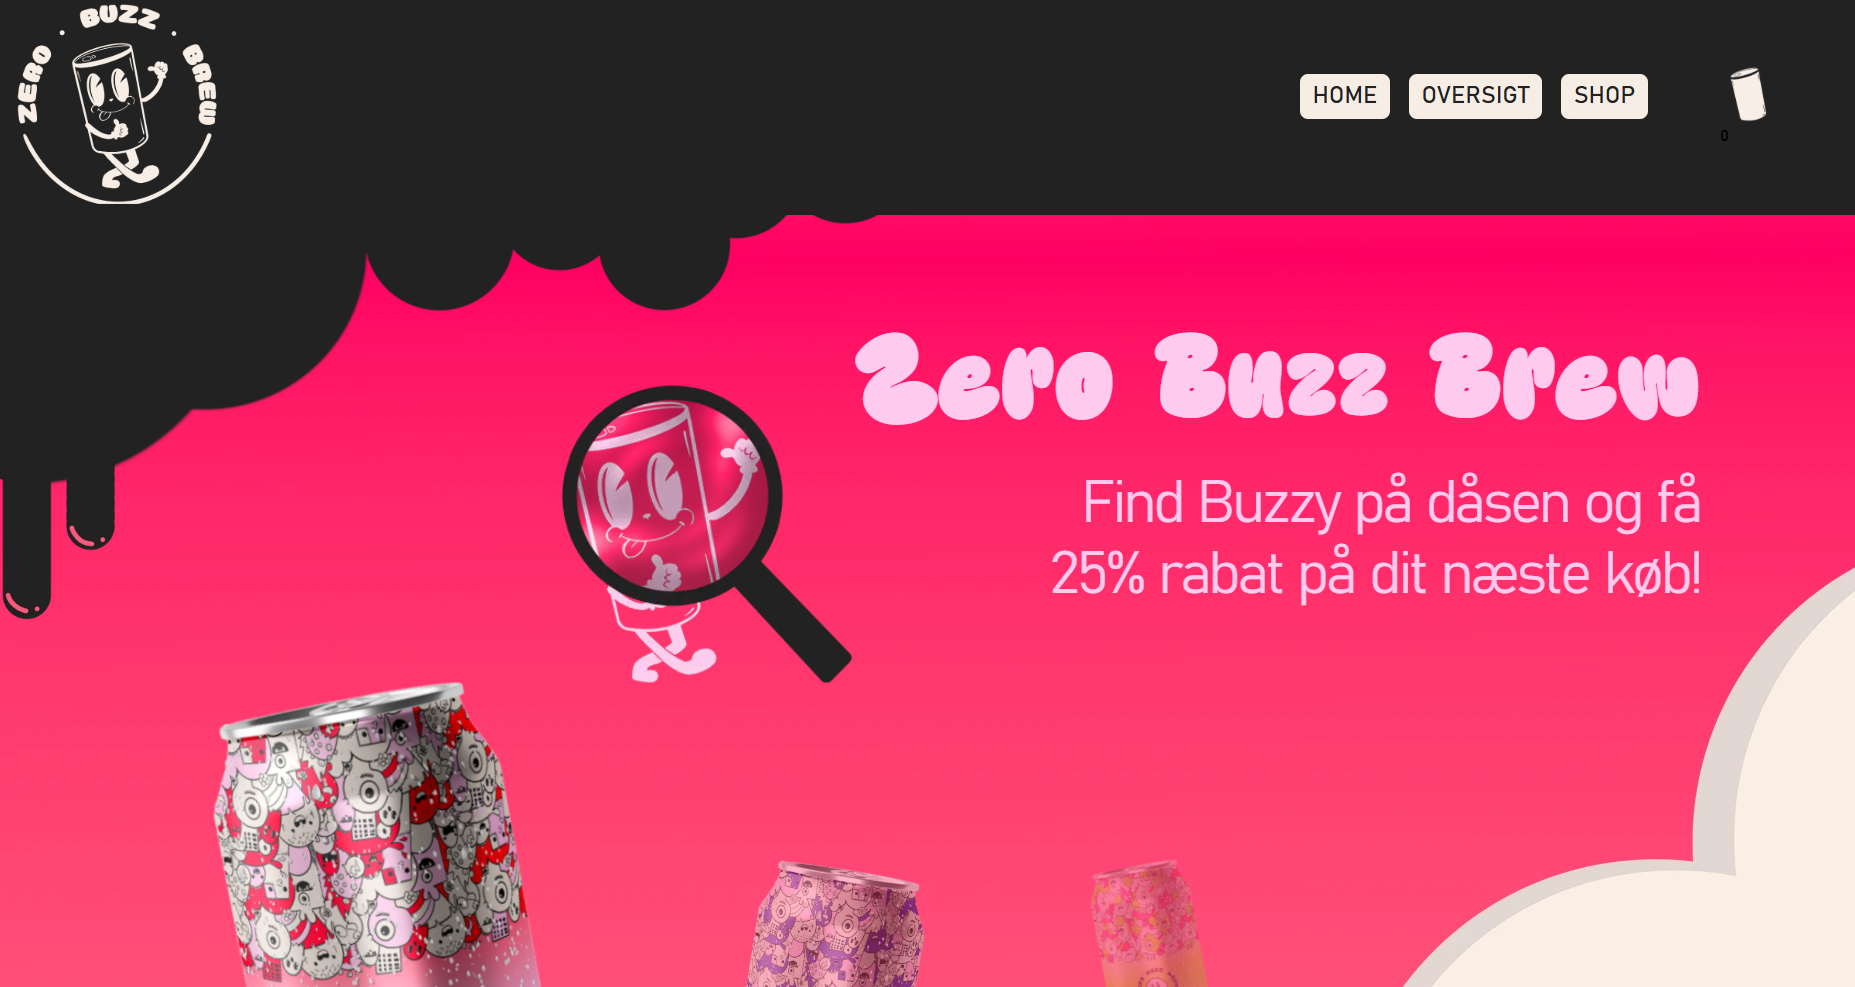 ZERO · BUZZ · BREW
HOME
OVERSIGT
SHOP
0
Zero Buzz Brew
Find Buzzy på dåsen og få
25% rabat på dit næste køb!